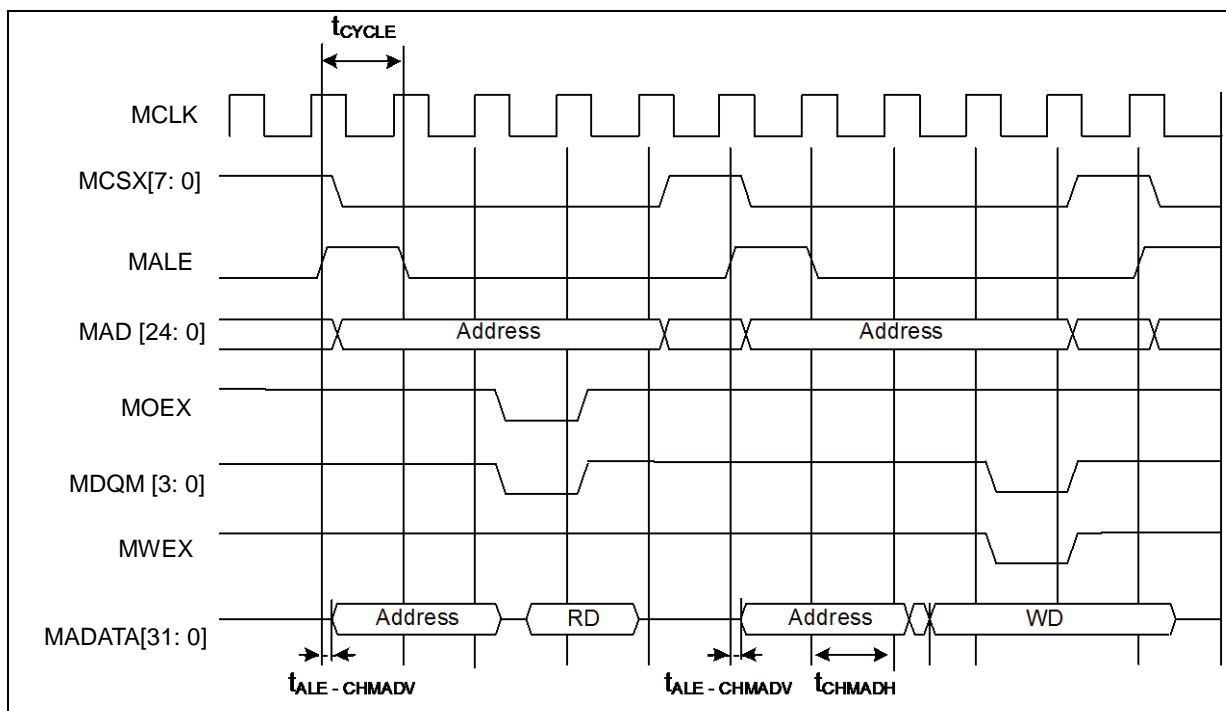 tCYCLE
MCLK
MCSX[7: 0]
MALE
MAD [24: 0]
Address
Address
MOEX
MDQM [3: 0]
MWEX
MADATA[31: 0]
Address
RD
Address
WD
tALE - CHMADV
tALE - CHMADV
tCHMADH